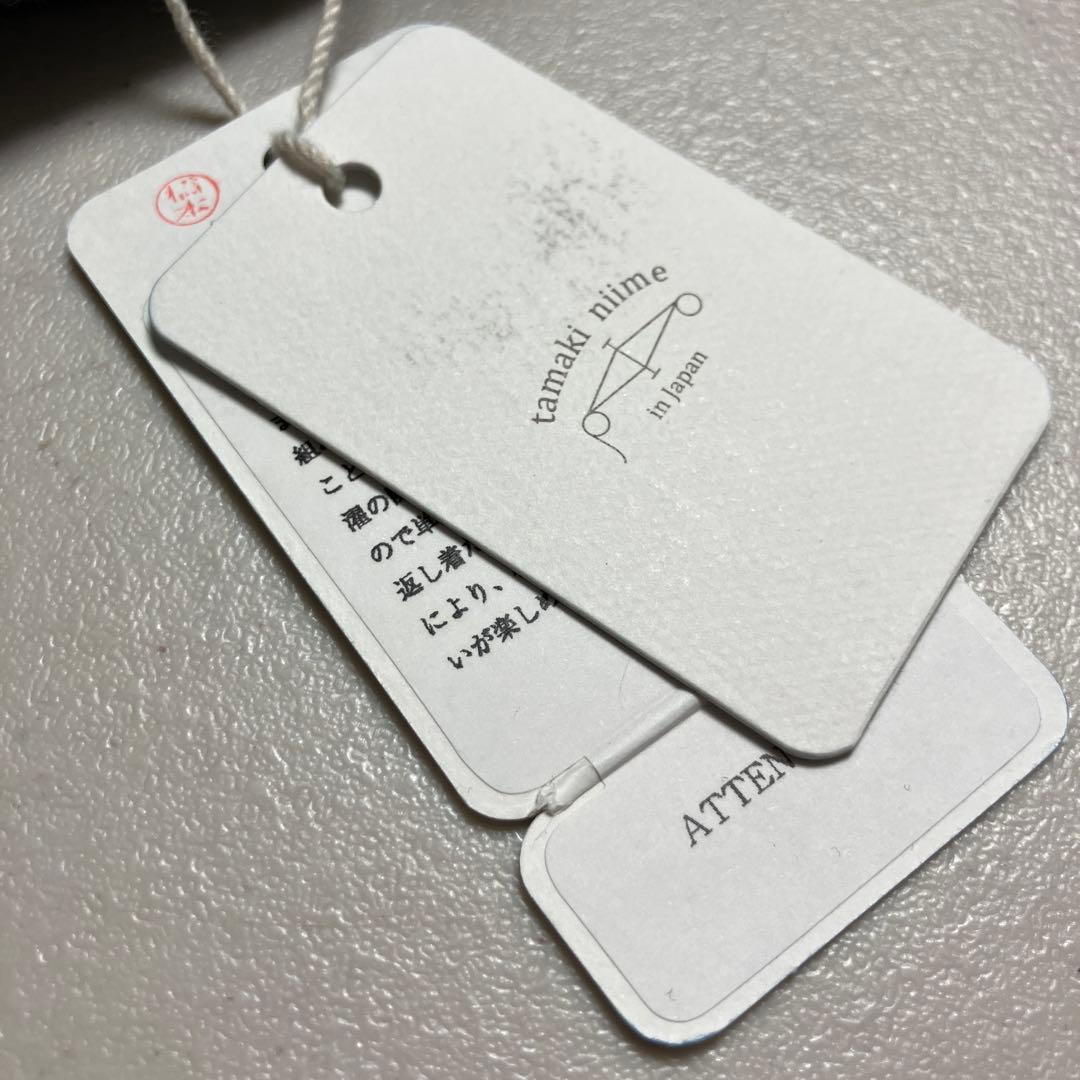 tamaki niime
in Japan
組
こと
濯の
ので単
返し着
により、
いが楽し
ATTEN